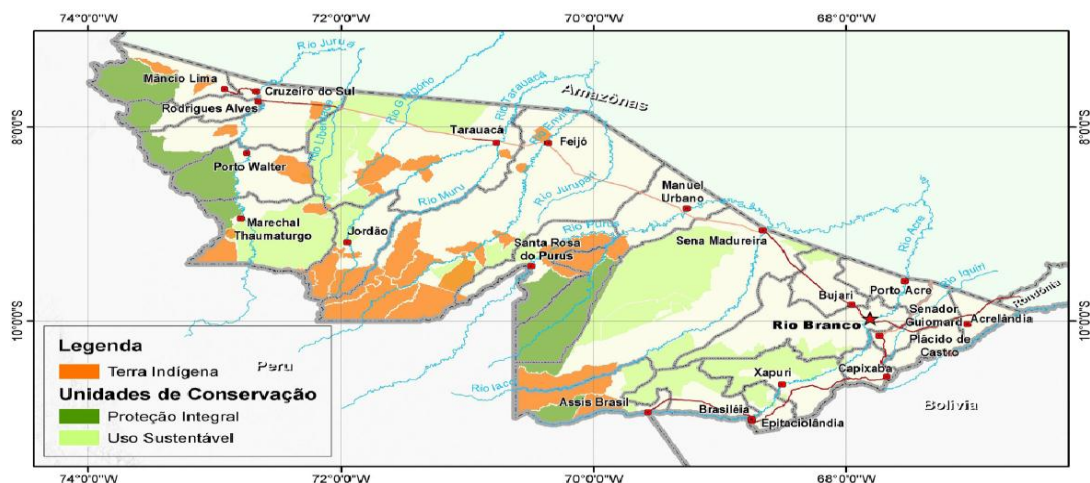 74°0'0"W 72°0'0"W 70°0'0"W 68°0'0"W
Rio Juruá
Mâncio Lima
Cruzeiro do Sul
Rodrigues Alves
Rio Liberdade
Rio Gregório
Rio Tarauacá
Amazônas
8°0'0"S
8°0'0"S
Tarauacá
Rio Envira
Feijó
Porto Walter
Rio Muru
Rio Jurupari
Manuel
Urbano
Marechal
Thaumaturgo
Jordão
Santa Rosa
do Purus
Rio Purus
Sena Madureira
Rio Acre
Rio Iquiri
Bujari
Porto Acre
Rondônia
Senador
Guiomard
Acrelândia
10°0'0"S
10°0'0"S
Rio Branco
Plácido de
Castro
Legenda
Terra Indígena
Unidades de Conservação
Proteção Integral
Uso Sustentável
Peru
Rio Iaco
Xapuri
Capixaba
Assis Brasil
Brasiléia
Epitaciolândia
Bolivia
74°0'0"W 72°0'0"W 70°0'0"W 68°0'0"W